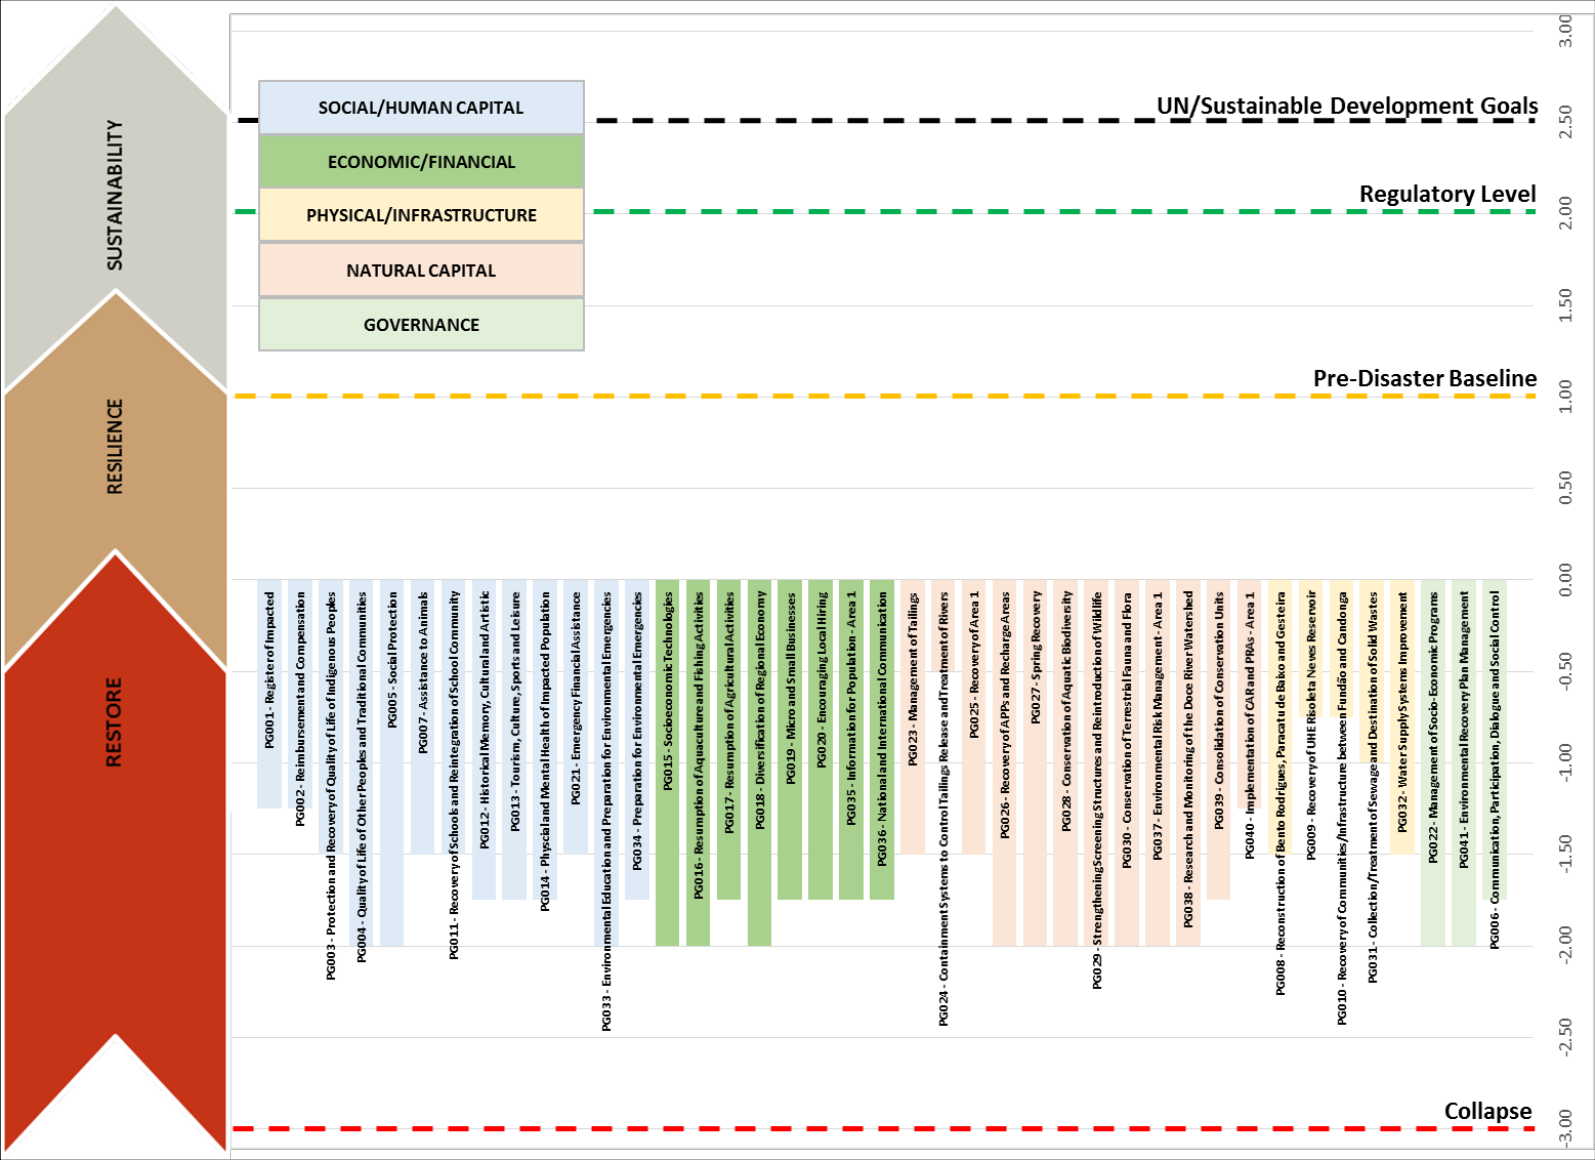 SUSTAINABILITY
RESILIENCE
RESTORE
SOCIAL/HUMAN CAPITAL
ECONOMIC/FINANCIAL
PHYSICAL/INFRASTRUCTURE
NATURAL CAPITAL
GOVERNANCE
UN/Sustainable Development Goals
Regulatory Level
Pre-Disaster Baseline
Collapse
3.00
2.50
2.00
1.50
1.00
0.50
0.00
-0.50
-1.00
-1.50
-2.00
-2.50
-3.00
PG001 - Register of Impacted
PG002 - Reimbursement and Compensation
PG003 - Protection and Recovery of Quality of Life of Indigenous Peoples
PG004 - Quality of Life of Other Peoples and Traditional Communities
PG005 - Social Protection
PG007 - Assistance to Animals
PG011 - Recovery of Schools and Reintegration of School Community
PG012 - Historical Memory, Cultural and Artistic
PG013 - Tourism, Culture, Sports and Leisure
PG014 - Physcial and Mental Health of Impacted Population
PG021 - Emergency Financial Assistance
PG033 - Environmental Education and Preparation for Environmental Emergencies
PG034 - Preparation for Environmental Emergencies
PG015 - Socioeconomic Technologies
PG016 - Resumption of Aquaculture and Fishing Activities
PG017 - Resumption of Agricultural Activities
PG018 - Diversification of Regional Economy
PG019 - Micro and Small Businesses
PG020 - Encouraging Local Hiring
PG035 - Information for Population - Area 1
PG036 - National and International Communication
PG023 - Management of Tailings
PG024 - Containment Systems to Control Tailings Release and Treatment of Rivers
PG025 - Recovery of Area 1
PG026 - Recovery of APPs and Recharge Areas
PG027 - Spring Recovery
PG028 - Conservation of Aquatic Biodiversity
PG029 - Strengthening Screening Structures and Reintroduction of Wildlife
PG030 - Conservation of Terrestrial Fauna and Flora
PG037 - Environmental Risk Management - Area 1
PG038 - Research and Monitoring of the Doce River Watershed
PG039 - Consolidation of Conservation Units
PG040 - Implementation of CAR and PRAs - Area 1
PG008 - Reconstruction of Bento Rodrigues, Paracatu de Baixo and Gesteira
PG009 - Recovery of UHE Risoleta Neves Reservoir
PG010 - Recovery of Communities/Infrastructure between Fundão and Candonga
PG031 - Collection/Treatment of Sewage and Destination of Solid Wastes
PG032 - Water Supply Systems Improvement
PG022 - Management of Socio-Economic Programs
PG041 - Environmental Recovery Plan Management
PG006 - Communication, Participation, Dialogue and Social Control